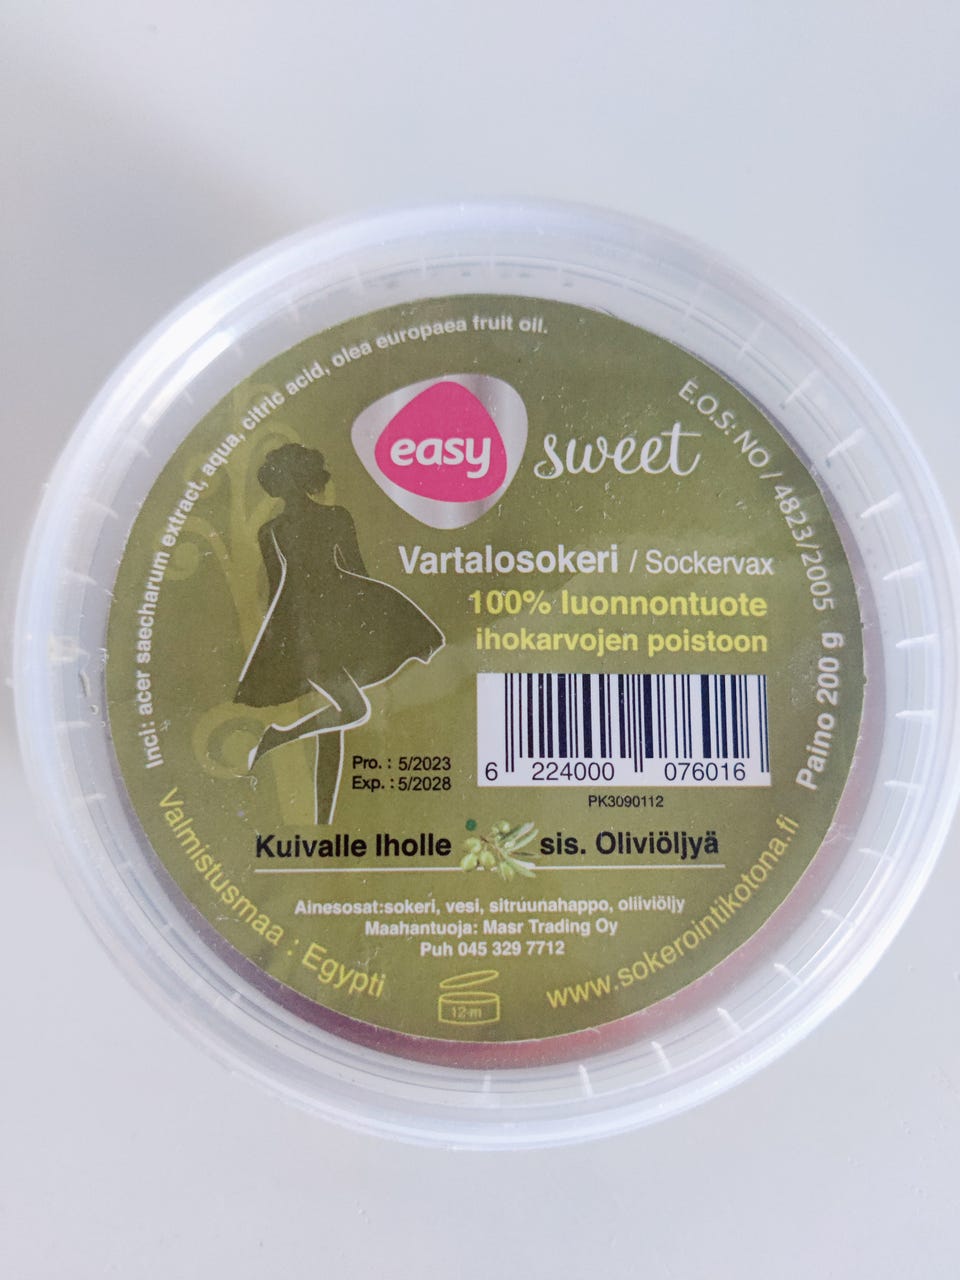 Incl: acer saecharum extract, aqua, citric acid, olea europaea fruit oil.
easy sweet
E.O.S: NO / 4823/2005
Vartalosokeri / Sockervax
100% luonnontuote
ihokarvojen poistoon
Paino 200 g
Pro. : 5/2023
Exp. : 5/2028
6 224000 076016
PK3090112
Kuivalle Iholle sis. Oliviöljyä
Ainesosat:sokeri, vesi, sitruunahappo, oliiviöljy
Maahantuoja: Masr Trading Oy
Puh 045 329 7712
Valmistusmaa : Egypti
12 m
www.sokerointikotona.fi